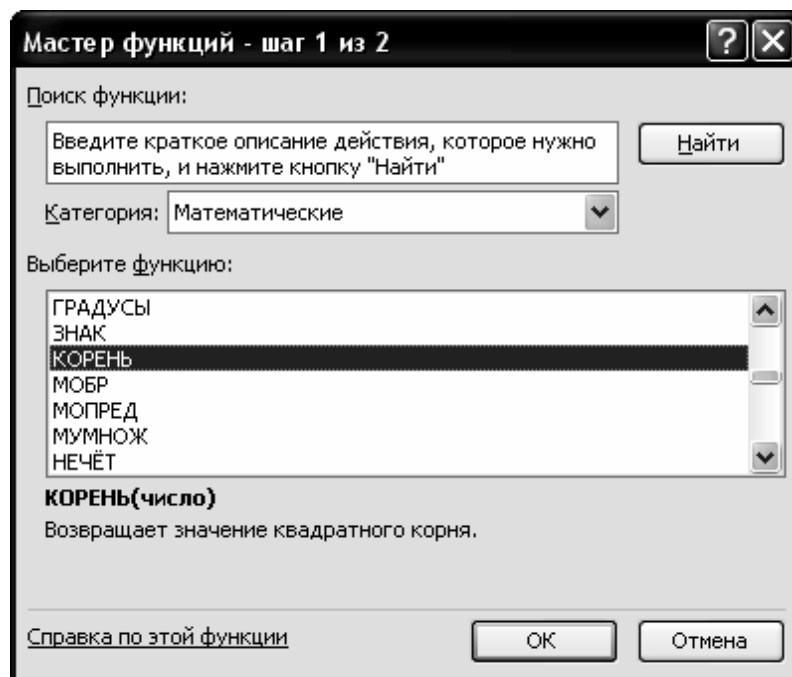 Мастер функций - шаг 1 из 2
Поиск функции:
Введите краткое описание действия, которое нужно
выполнить, и нажмите кнопку "Найти"
Найти
Категория: Математические
Выберите функцию:
ГРАДУСЫ
ЗНАК
КОРЕНЬ
МОБР
МОПРЕД
МУМНОЖ
НЕЧЁТ
КОРЕНЬ(число)
Возвращает значение квадратного корня.
Справка по этой функции
ОК
Отмена